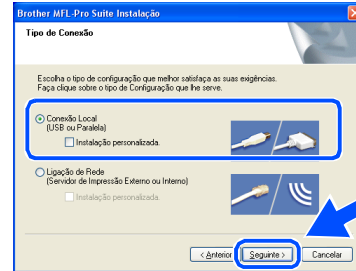 Brother MFL-Pro Suite Instalação
Tipo de Conexão
Escolha o tipo de configuração que melhor satisfaça as suas exigências.
Faça clique sobre o tipo de Configuração que lhe serve.
Conexão Local
(USB ou Paralela)
Instalação personalizada.
Ligação de Rede
(Servidor de Impressão Externo ou Interno)
Instalação personalizada.
< Anterior Seguinte > Cancelar